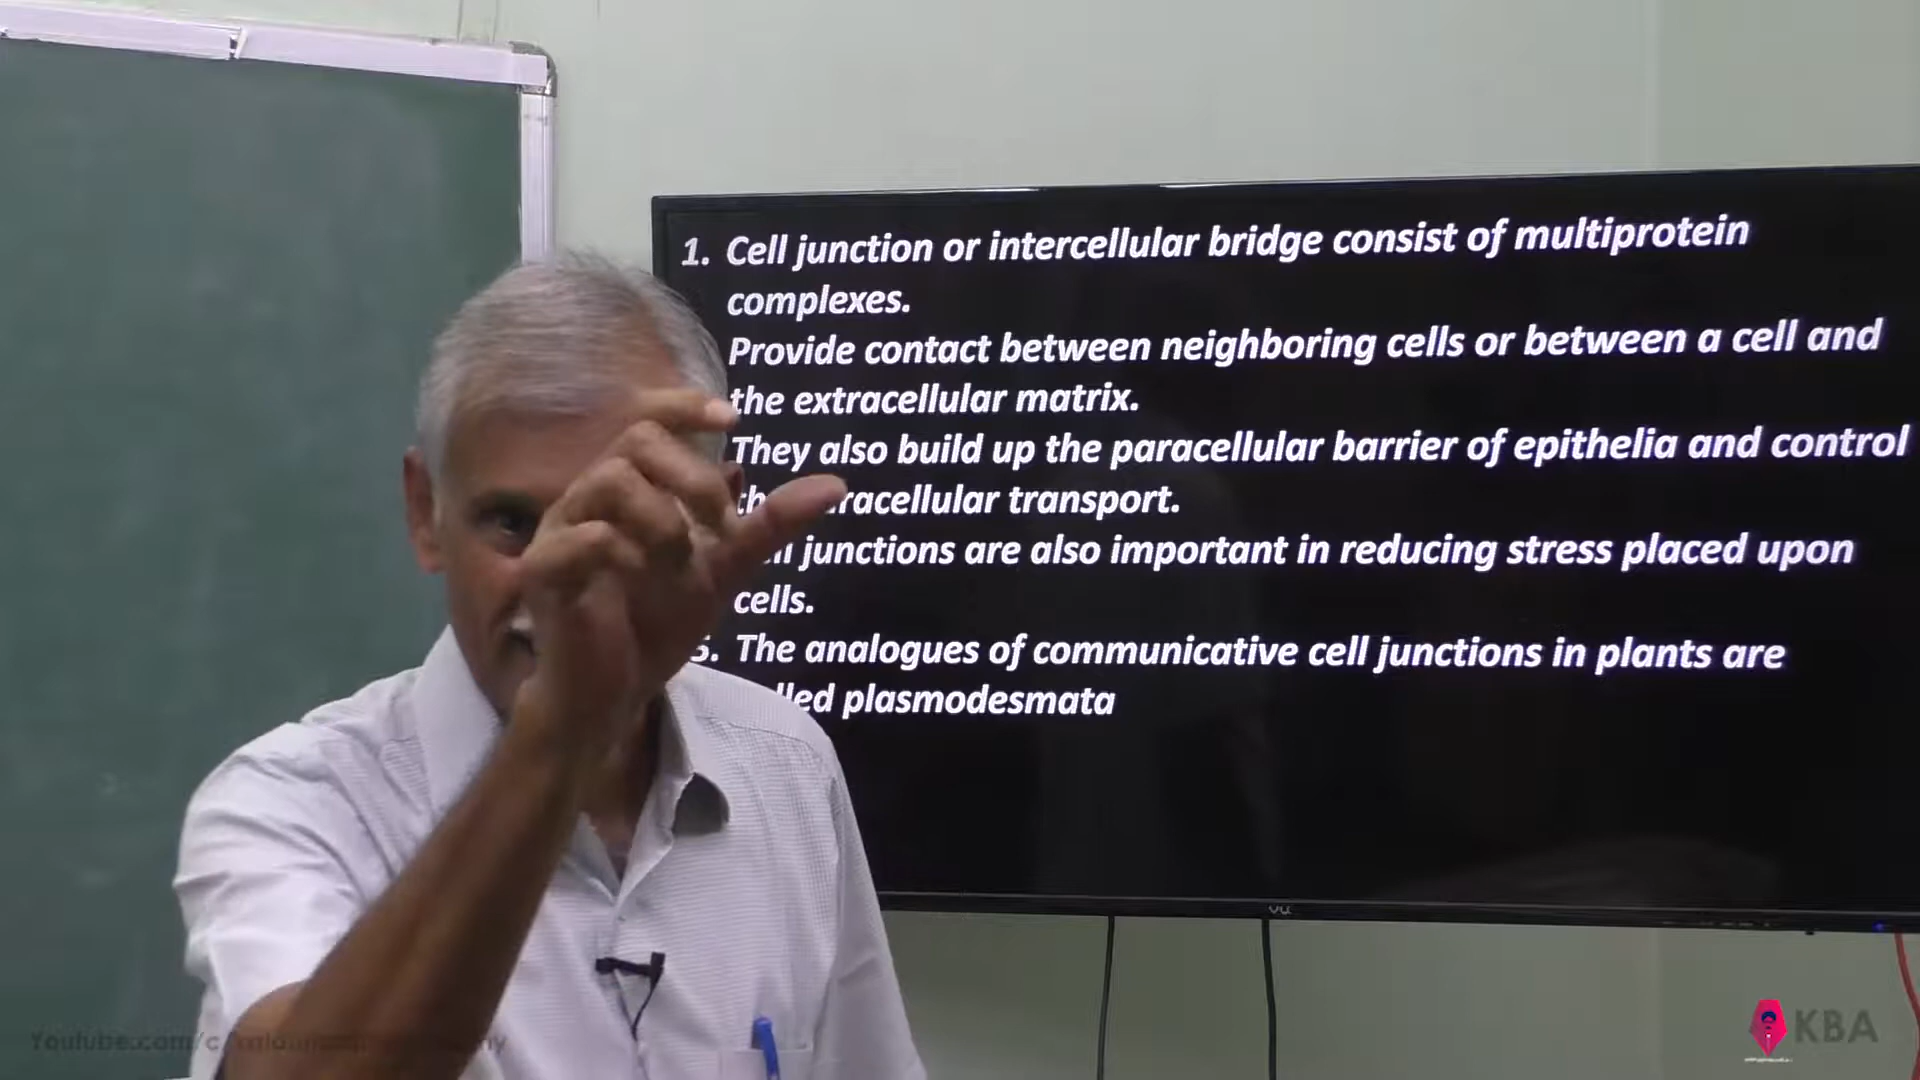 1. Cell junction or intercellular bridge consist of multiprotein
complexes.
Provide contact between neighboring cells or between a cell and
the extracellular matrix.
They also build up the paracellular barrier of epithelia and control
transport.
junctions are also important in reducing stress placed upon
cells.
The analogues of communicative cell junctions in plants are
plasmodesmata
KBA